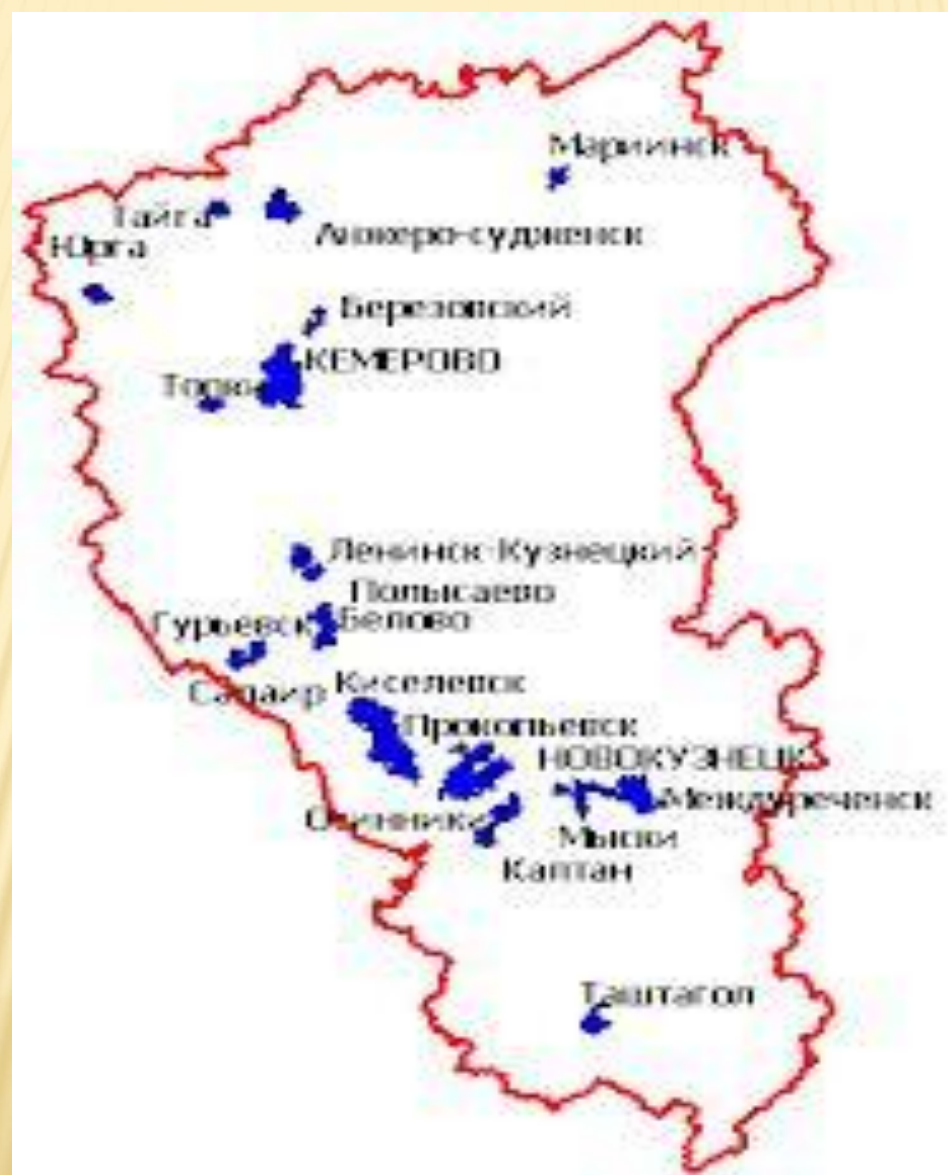 Мариинск
Тайга
Анжеро-судженск
Юрга
Березовский
КЕМЕРОВО
Ленинск-Кузнецкий
Полысаево
Гурьевск
Белово
Салаир
Киселевск
Прокопьевск
НОВОКУЗНЕЦК
Междуреченск
Осинники
Мыски
Калтан
Таштагол